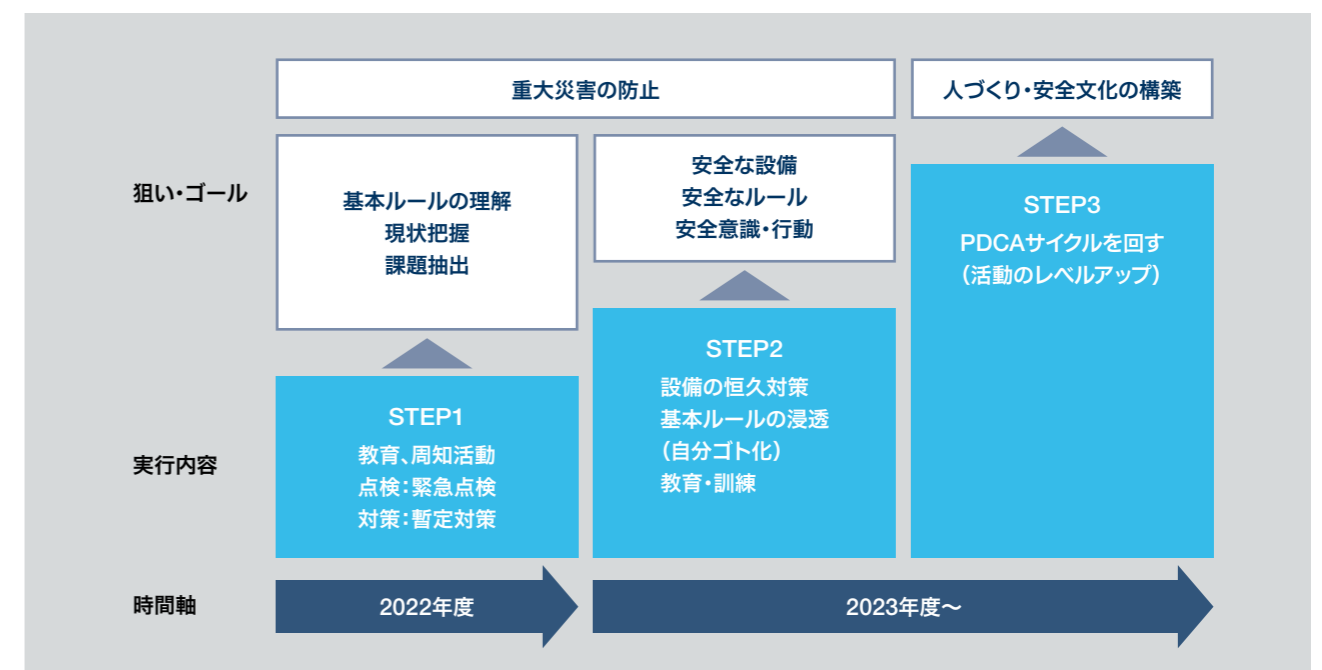 重大災害の防止
人づくり・安全文化の構築
狙い・ゴール
基本ルールの理解
現状把握
課題抽出
安全な設備
安全なルール
安全意識・行動
STEP3
PDCAサイクルを回す
（活動のレベルアップ）
実行内容
STEP1
教育、周知活動
点検：緊急点検
対策：暫定対策
STEP2
設備の恒久対策
基本ルールの浸透
（自分ゴト化）
教育・訓練
時間軸
2022年度
2023年度～